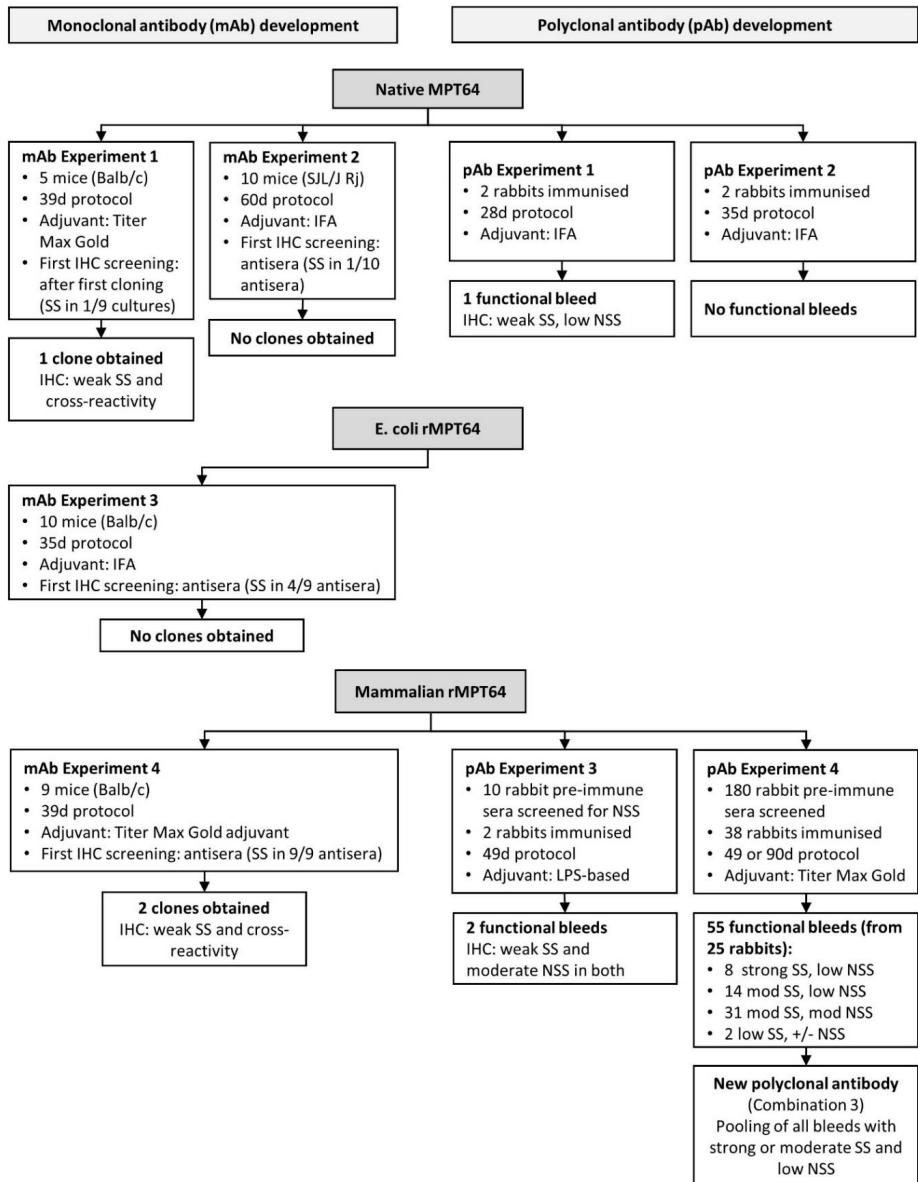 Monoclonal antibody (mAb) development
Polyclonal antibody (pAb) development
Native MPT64
mAb Experiment 1
• 5 mice (Balb/c)
• 39d protocol
• Adjuvant: Titer
Max Gold
• First IHC screening:
after first cloning
(SS in 1/9 cultures)
1 clone obtained
IHC: weak SS and
cross-reactivity
mAb Experiment 2
• 10 mice (SJL/J Rj)
• 60d protocol
• Adjuvant: IFA
• First IHC screening:
antisera (SS in 1/10
antisera)
No clones obtained
pAb Experiment 1
• 2 rabbits immunised
• 28d protocol
• Adjuvant: IFA
1 functional bleed
IHC: weak SS, low NSS
pAb Experiment 2
• 2 rabbits immunised
• 35d protocol
• Adjuvant: IFA
No functional bleeds
E. coli rMPT64
mAb Experiment 3
• 10 mice (Balb/c)
• 35d protocol
• Adjuvant: IFA
• First IHC screening: antisera (SS in 4/9 antisera)
No clones obtained
Mammalian rMPT64
mAb Experiment 4
• 9 mice (Balb/c)
• 39d protocol
• Adjuvant: Titer Max Gold adjuvant
• First IHC screening: antisera (SS in 9/9 antisera)
2 clones obtained
IHC: weak SS and cross-
reactivity
pAb Experiment 3
• 10 rabbit pre-immune
sera screened for NSS
• 2 rabbits immunised
• 49d protocol
• Adjuvant: LPS-based
2 functional bleeds
IHC: weak SS and
moderate NSS in both
pAb Experiment 4
• 180 rabbit pre-immune
sera screened
• 38 rabbits immunised
• 49 or 90d protocol
• Adjuvant: Titer Max Gold
55 functional bleeds (from
25 rabbits):
• 8 strong SS, low NSS
• 14 mod SS, low NSS
• 31 mod SS, mod NSS
• 2 low SS, +/- NSS
New polyclonal antibody
(Combination 3)
Pooling of all bleeds with
strong or moderate SS and
low NSS